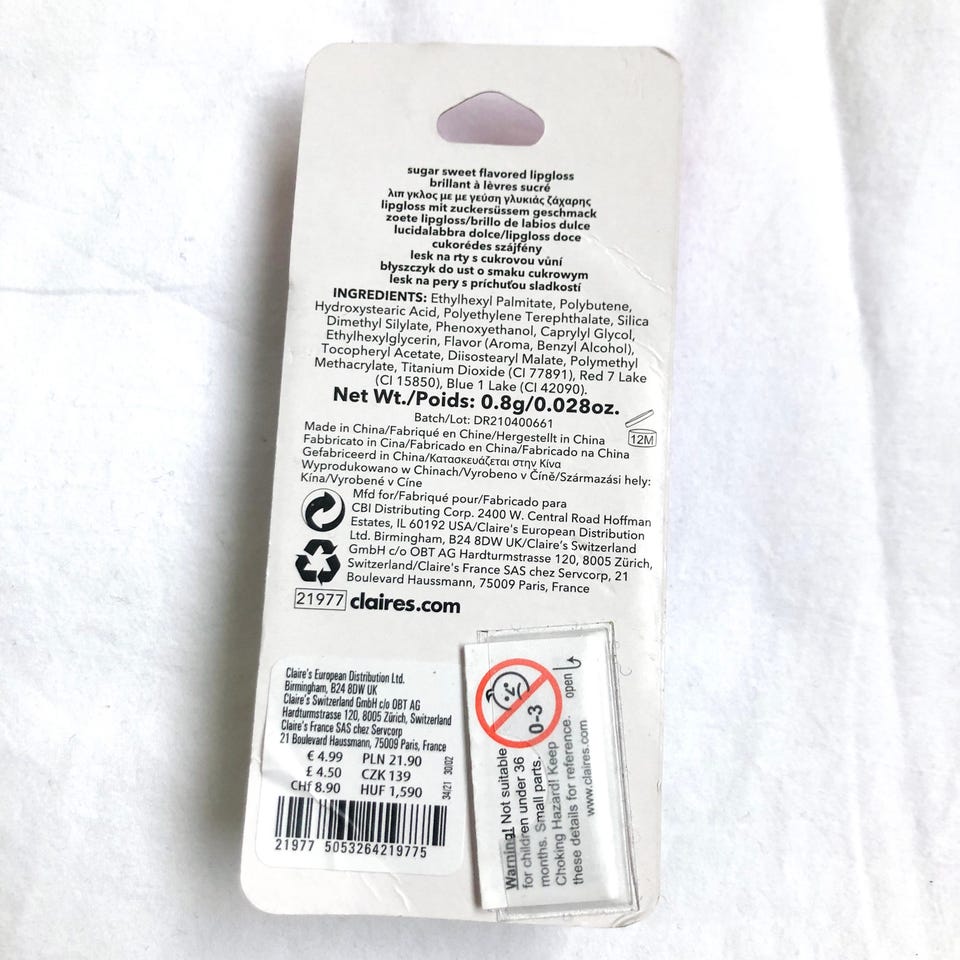 sugar sweet flavored lipgloss
brillant à lèvres sucré
λιπ γκλος με με γεύση γλυκιάς ζάχαρης
lipgloss mit zuckersüssem geschmack
zoete lipgloss/brillo de labios dulce
lucidalabbra dolce/lipgloss doce
cukorédes szájfény
lesk na rty s cukrovou vůní
błyszczyk do ust o smaku cukrowym
lesk na pery s príchuťou sladkostí
INGREDIENTS: Ethylhexyl Palmitate, Polybutene,
Hydroxystearic Acid, Polyethylene Terephthalate, Silica
Dimethyl Silylate, Phenoxyethanol, Caprylyl Glycol,
Ethylhexylglycerin, Flavor (Aroma, Benzyl Alcohol),
Tocopheryl Acetate, Diisostearyl Malate, Polymethyl
Methacrylate, Titanium Dioxide (CI 77891), Red 7 Lake
(CI 15850), Blue 1 Lake (CI 42090).
Net Wt./Poids: 0.8g/0.028oz.
Batch/Lot: DR210400661
12M
Made in China/Fabriqué en Chine/Hergestellt in China
Fabbricato in Cina/Fabricado en China/Fabricado na China
Gefabriceerd in China/Κατασκευάζεται στην Κίνα
Wyprodukowano w Chinach/Vyrobeno v Číně/Származási hely:
Kína/Vyrobené v Číne
Mfd for/Fabriqué pour/Fabricado para
CBI Distributing Corp. 2400 W. Central Road Hoffman
Estates, IL 60192 USA/Claire's European Distribution
Ltd. Birmingham, B24 8DW UK/Claire's Switzerland
GmbH c/o OBT AG Hardturmstrasse 120, 8005 Zürich,
Switzerland/Claire's France SAS chez Servcorp, 21
Boulevard Haussmann, 75009 Paris, France
21977 claires.com
Claire's European Distribution Ltd.
Birmingham, B24 8DW UK
Claire's Switzerland GmbH c/o OBT AG
Hardturmstrasse 120, 8005 Zürich, Switzerland
Claire's France SAS chez Servcorp
21 Boulevard Haussmann, 75009 Paris, France
€ 4.99 PLN 21.90
£ 4.50 CZK 139
CHf 8.90 HUF 1,590
34/21 30/02
21977 5053264219775
0-3
open
Warning! Not suitable
for children under 36
months. Small parts.
Choking Hazard! Keep
these details for reference.
www.claires.com